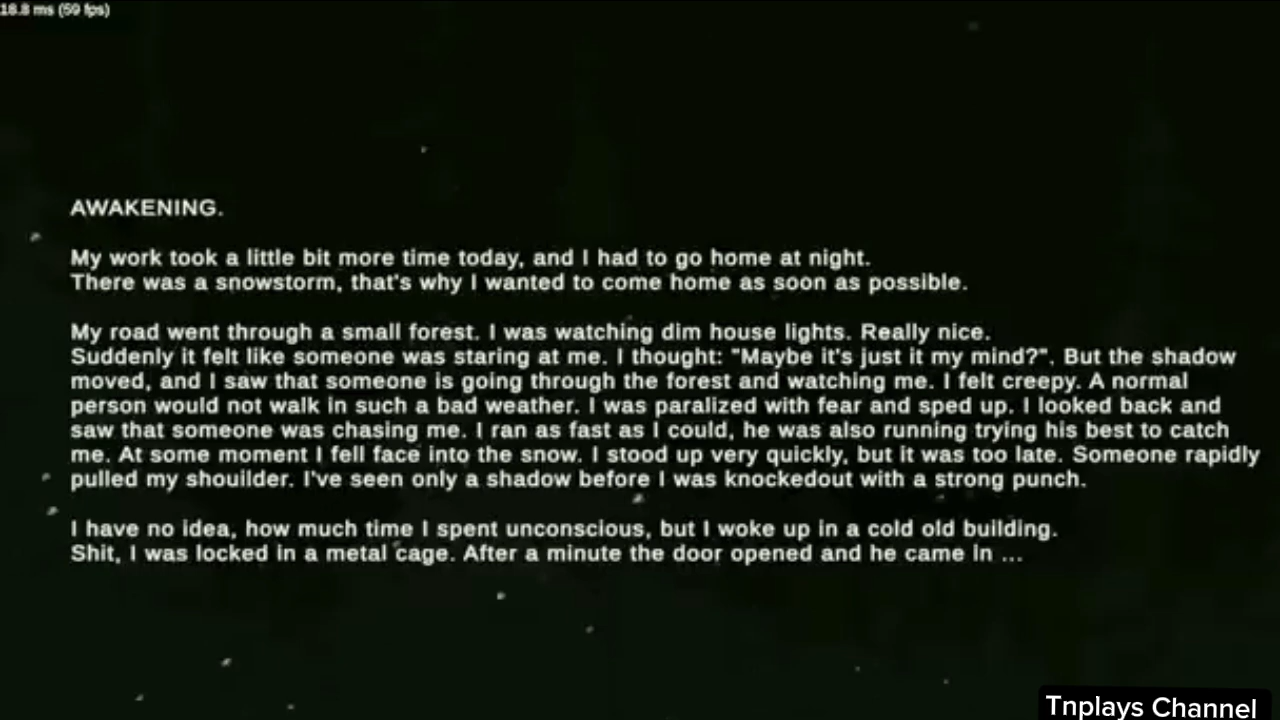 16.8 ms (59 fps)
AWAKENING.
My work took a little bit more time today, and I had to go home at night.
There was a snowstorm, that's why I wanted to come home as soon as possible.
My road went through a small forest. I was watching dim house lights. Really nice.
Suddenly it felt like someone was staring at me. I thought: "Maybe it's just it my mind?". But the shadow
moved, and I saw that someone is going through the forest and watching me. I felt creepy. A normal
person would not walk in such a bad weather. I was paralized with fear and sped up. I looked back and
saw that someone was chasing me. I ran as fast as I could, he was also running trying his best to catch
me. At some moment I fell face into the snow. I stood up very quickly, but it was too late. Someone rapidly
pulled my shouilder. I've seen only a shadow before I was knockedout with a strong punch.
I have no idea, how much time I spent unconscious, but I woke up in a cold old building.
Shit, I was locked in a metal cage. After a minute the door opened and he came in ...
Tnplays Channel